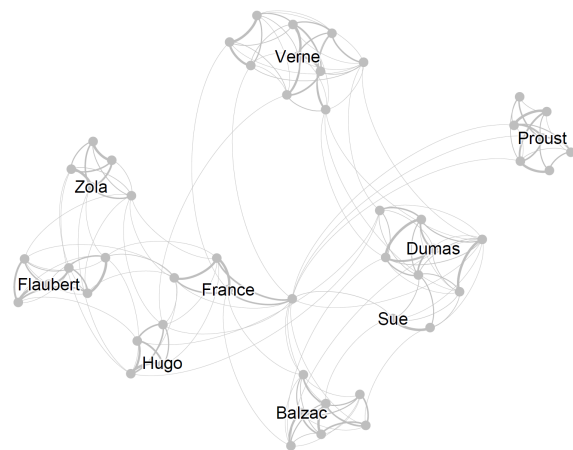 Verne
Proust
Zola
Dumas
Flaubert
France
Sue
Hugo
Balzac